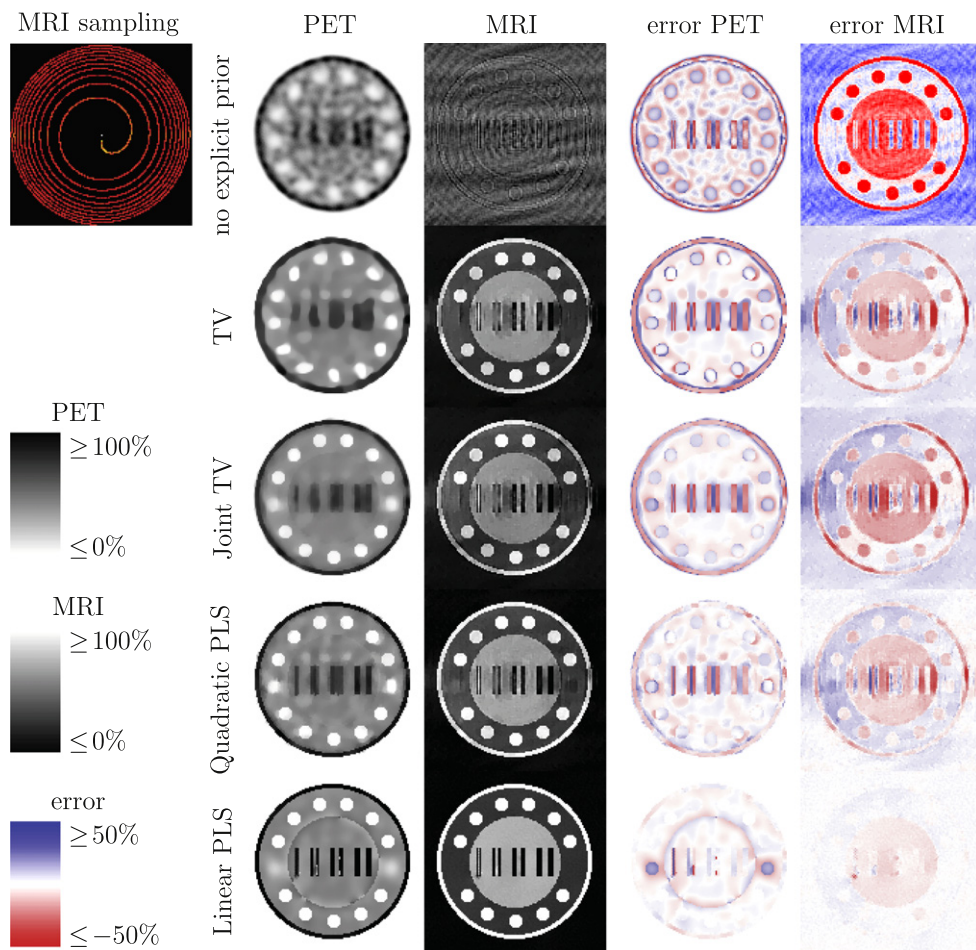 MRI sampling
PET
MRI
error PET
error MRI
no explicit prior
TV
Joint TV
Quadratic PLS
Linear PLS
PET
≥100%
≤0%
MRI
≥100%
≤0%
error
≥50%
≤−50%